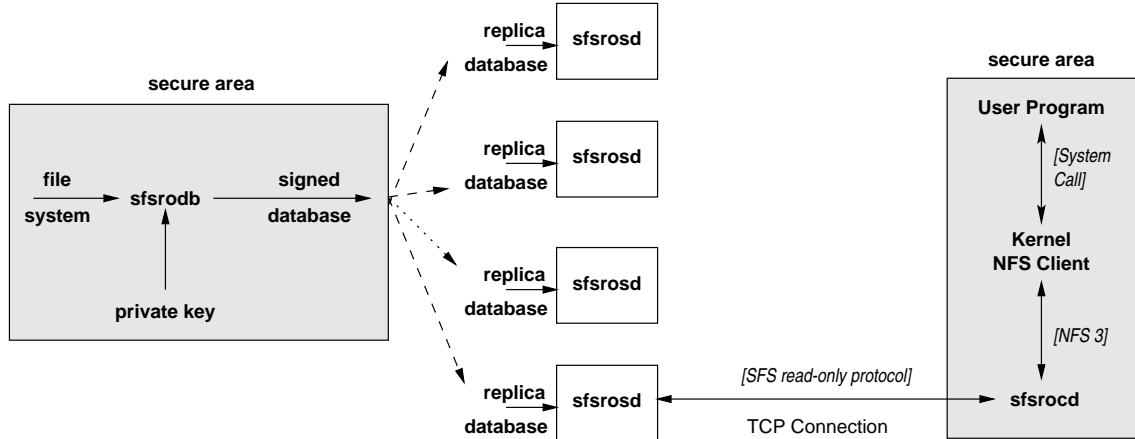 secure area
file
system
sfsrodb
signed
database
private key
replica
database
sfsrosd
replica
database
sfsrosd
replica
database
sfsrosd
replica
database
sfsrosd
[SFS read-only protocol]
TCP Connection
secure area
User Program
[System
Call]
Kernel
NFS Client
[NFS 3]
sfsrocd